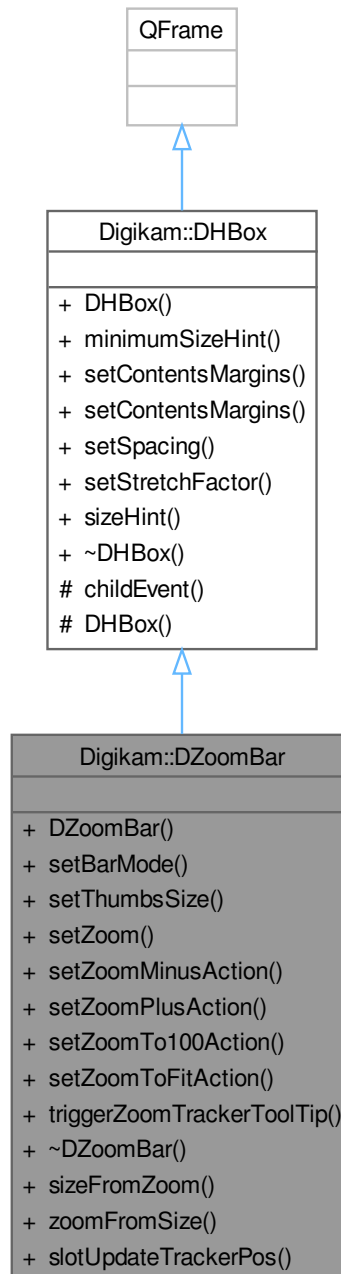 QFrame
Digikam::DHBox
+ DHBox()
+ minimumSizeHint()
+ setContentsMargins()
+ setContentsMargins()
+ setSpacing()
+ setStretchFactor()
+ sizeHint()
+ ~DHBox()
# childEvent()
# DHBox()
Digikam::DZoomBar
+ DZoomBar()
+ setBarMode()
+ setThumbsSize()
+ setZoom()
+ setZoomMinusAction()
+ setZoomPlusAction()
+ setZoomTo100Action()
+ setZoomToFitAction()
+ triggerZoomTrackerToolTip()
+ ~DZoomBar()
+ sizeFromZoom()
+ zoomFromSize()
+ slotUpdateTrackerPos()